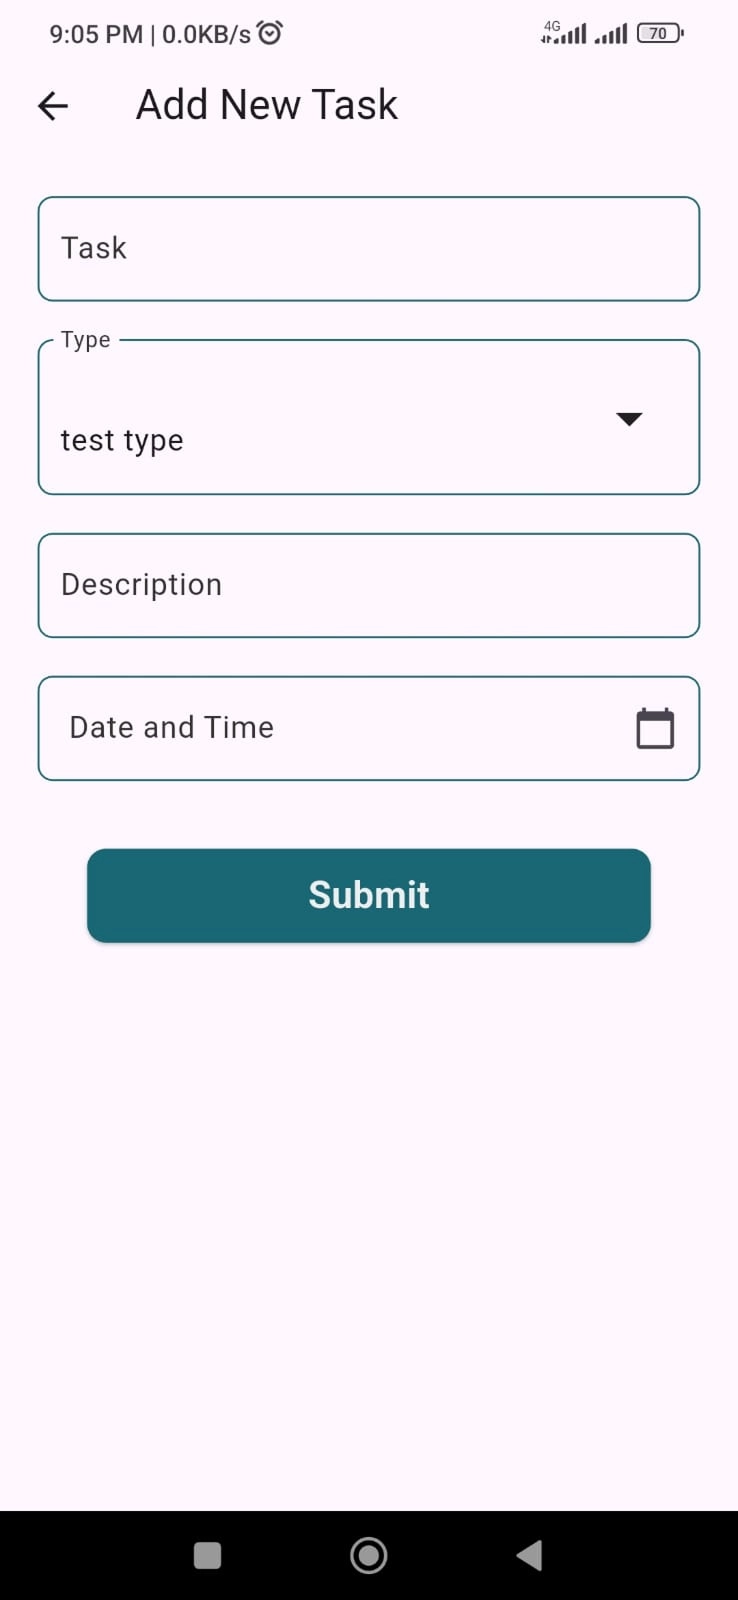 9:05 PM | 0.0KB/s
4G
70
Add New Task
Task
Type
test type
Description
Date and Time
Submit